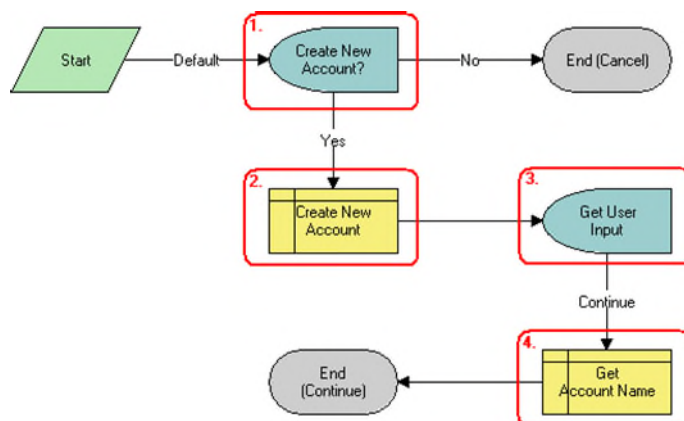 1.
Start
Default
Create New
Account?
No
End (Cancel)
Yes
2.
Create New
Account
3.
Get User
Input
Continue
4.
Get
Account Name
End
(Continue)